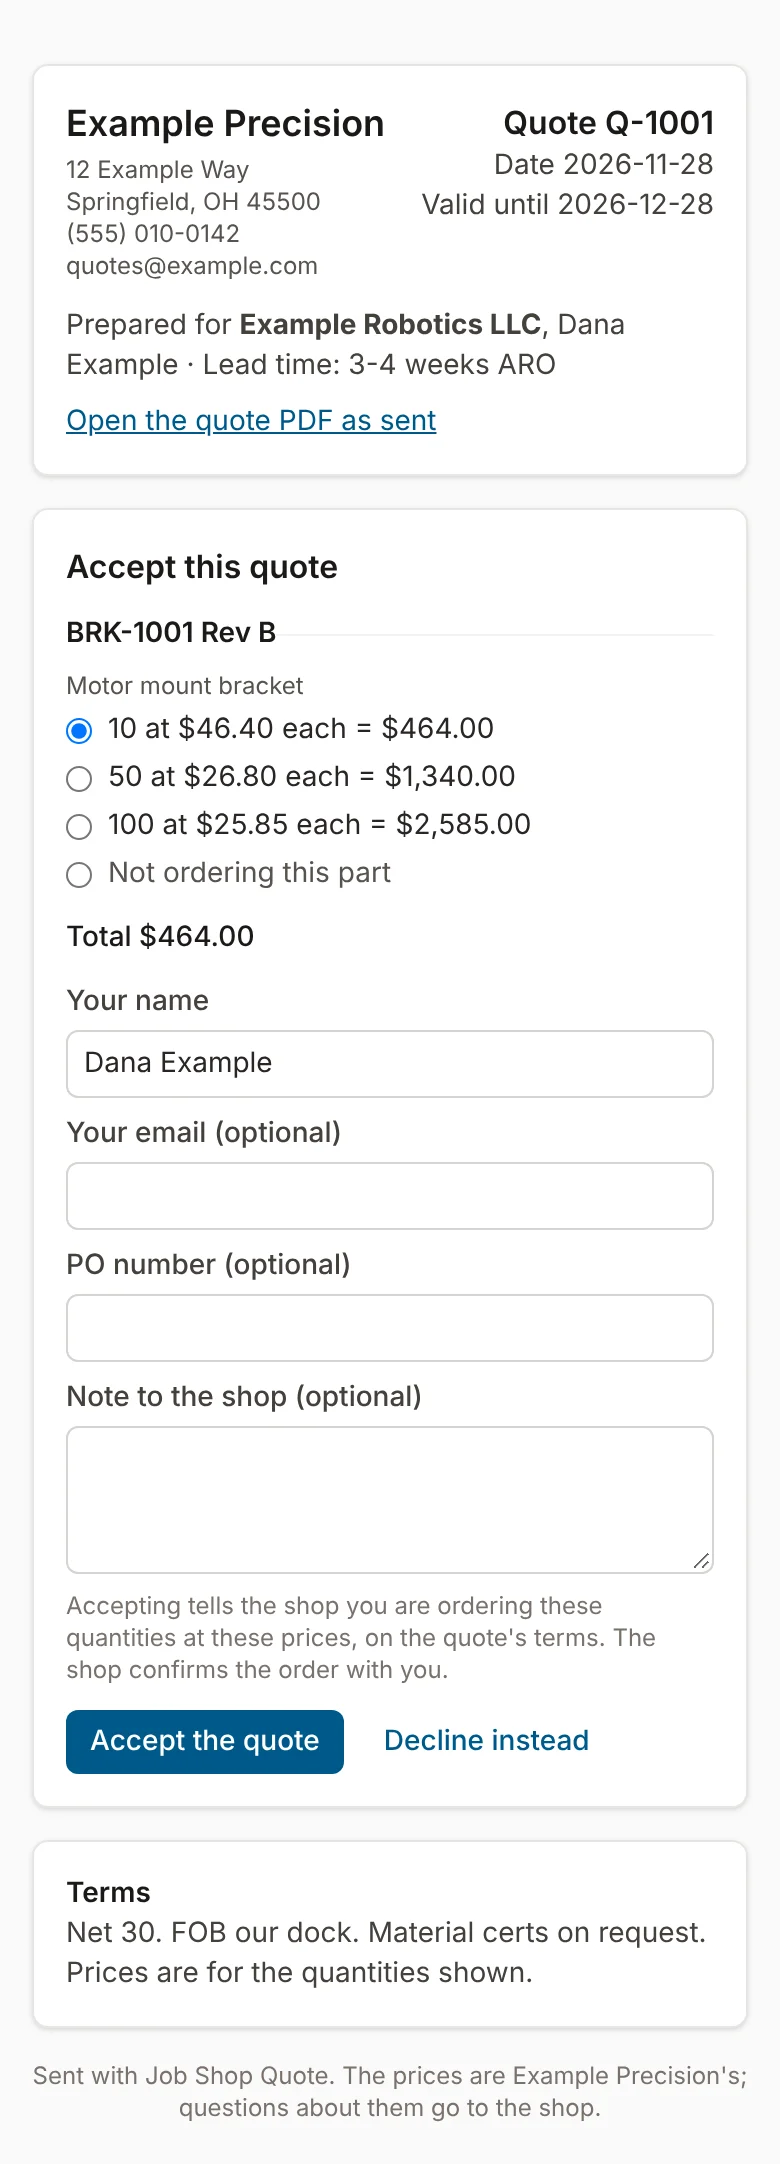 Example Precision
12 Example Way
Springfield, OH 45500
(555) 010-0142
quotes@example.com
Quote Q-1001
Date 2026-11-28
Valid until 2026-12-28
Prepared for Example Robotics LLC, Dana
Example · Lead time: 3-4 weeks ARO
Open the quote PDF as sent
Accept this quote
BRK-1001 Rev B
Motor mount bracket
10 at $46.40 each = $464.00
50 at $26.80 each = $1,340.00
100 at $25.85 each = $2,585.00
Not ordering this part
Total $464.00
Your name
Dana Example
Your email (optional)
PO number (optional)
Note to the shop (optional)
Accepting tells the shop you are ordering these
quantities at these prices, on the quote's terms. The
shop confirms the order with you.
Accept the quote
Decline instead
Terms
Net 30. FOB our dock. Material certs on request.
Prices are for the quantities shown.
Sent with Job Shop Quote. The prices are Example Precision's;
questions about them go to the shop.